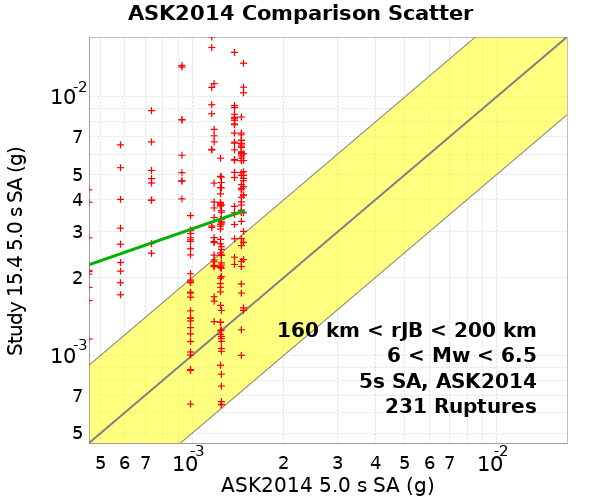 ASK2014 Comparison Scatter
Study 15.4 5.0 s SA (g)
10-2
7
5
4
3
2
10-3
7
5
160 km < rJB < 200 km
6 < Mw < 6.5
5s SA, ASK2014
231 Ruptures
5 6 7 10-3 2 3 4 5 6 7 10-2
ASK2014 5.0 s SA (g)